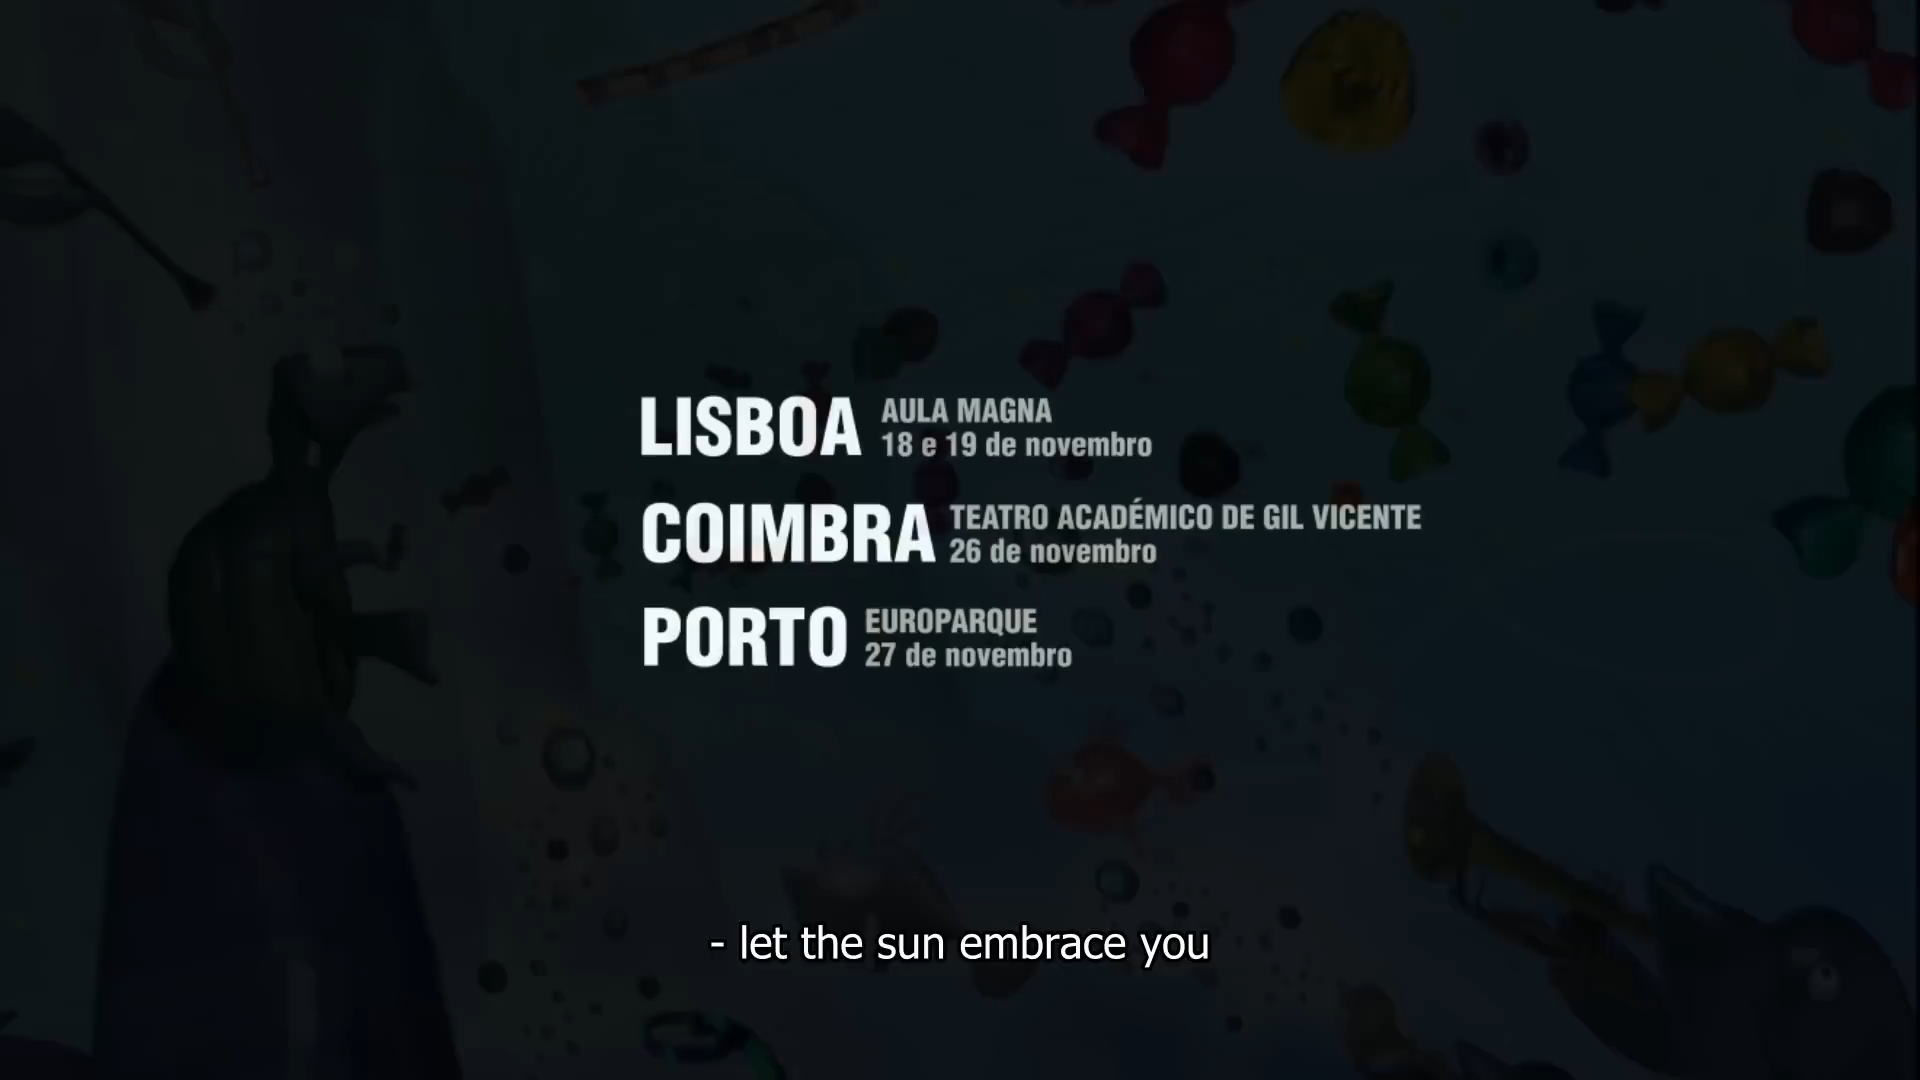 LISBOA AULA MAGNA
18 e 19 de novembro
COIMBRA TEATRO ACADÉMICO DE GIL VICENTE
26 de novembro
PORTO EUROPARQUE
27 de novembro
- let the sun embrace you